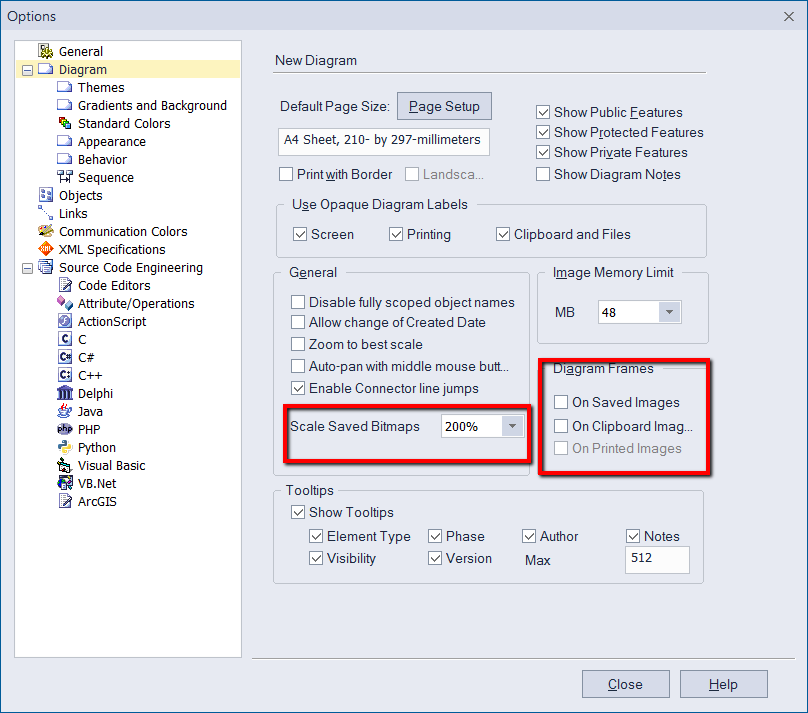 Options
General
Diagram
Themes
Gradients and Background
Standard Colors
Appearance
Behavior
Sequence
Objects
Links
Communication Colors
XML Specifications
Source Code Engineering
Code Editors
Attribute/Operations
ActionScript
C
C#
C++
Delphi
Java
PHP
Python
Visual Basic
VB.Net
ArcGIS
New Diagram
Default Page Size: Page Setup
A4 Sheet, 210- by 297-millimeters
Print with Border Landsca...
Show Public Features
Show Protected Features
Show Private Features
Show Diagram Notes
Use Opaque Diagram Labels
Screen Printing Clipboard and Files
General
Disable fully scoped object names
Allow change of Created Date
Zoom to best scale
Auto-pan with middle mouse butt...
Enable Connector line jumps
Scale Saved Bitmaps 200%
Image Memory Limit
MB 48
Diagram Frames
On Saved Images
On Clipboard Imag...
On Printed Images
Tooltips
Show Tooltips
Element Type Phase Author Notes
Visibility Version Max 512
Close Help